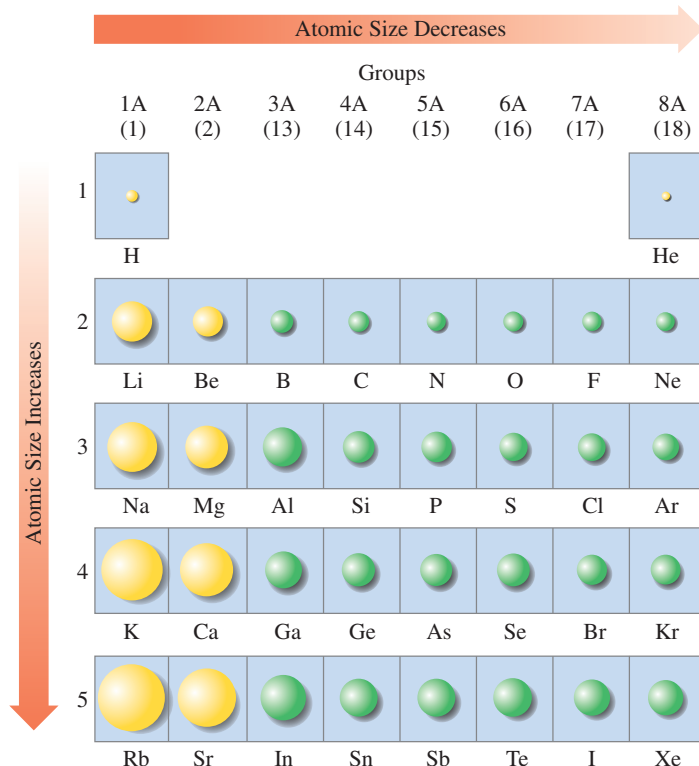 Atomic Size Decreases
Groups
1A 2A 3A 4A 5A 6A 7A 8A
(1) (2) (13) (14) (15) (16) (17) (18)
Atomic Size Increases
1
H He
2
Li Be B C N O F Ne
3
Na Mg Al Si P S Cl Ar
4
K Ca Ga Ge As Se Br Kr
5
Rb Sr In Sn Sb Te I Xe